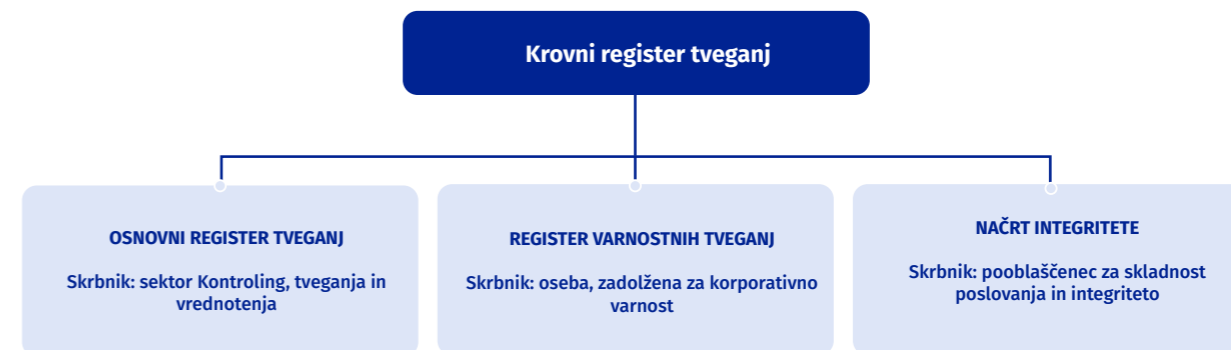 Krovni register tveganj
OSNOVNI REGISTER TVEGANJ
Skrbnik: sektor Kontroling, tveganja in
vrednotenja
REGISTER VARNOSTNIH TVEGANJ
Skrbnik: oseba, zadolžena za korporativno
varnost
NAČRT INTEGRITETE
Skrbnik: pooblaščenec za skladnost
poslovanja in integriteto